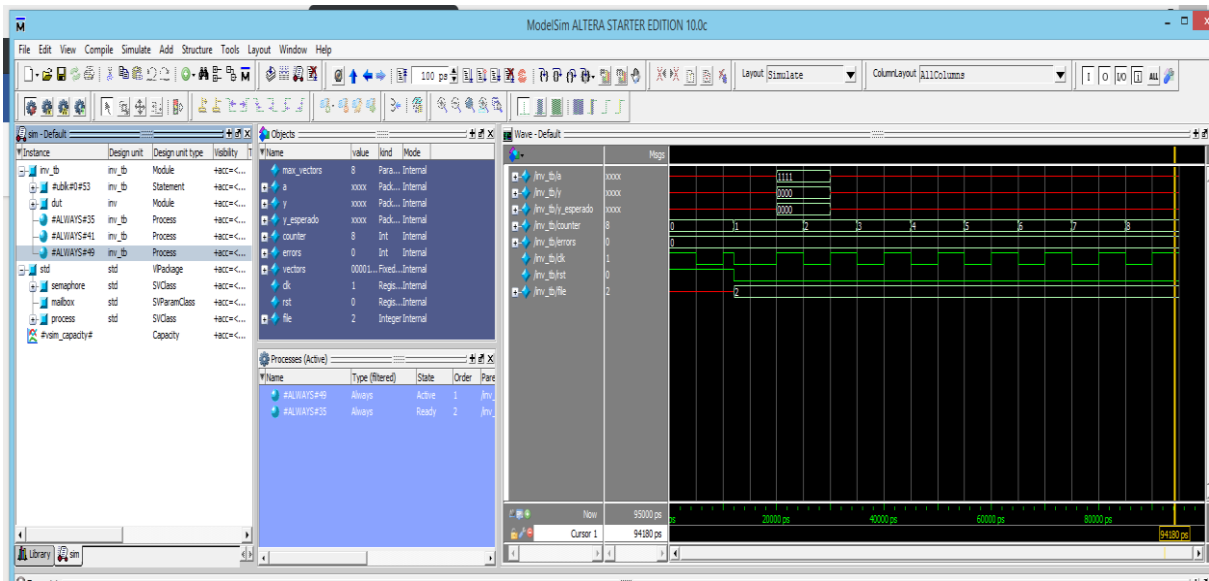 ModelSim ALTERA STARTER EDITION 10.0c
File Edit View Compile Simulate Add Structure Tools Layout Window Help
100 ps
Layout Simulate
ColumnLayout AllColumns
sim - Default
Instance Design unit Design unit type Visibility T
inv_tb inv_tb Module +acc=<...
#ublk#0#53 inv_tb Statement +acc=<...
dut inv Module +acc=<...
#ALWAYS#35 inv_tb Process +acc=<...
#ALWAYS#41 inv_tb Process +acc=<...
#ALWAYS#49 inv_tb Process +acc=<...
std std VPackage +acc=<...
semaphore std SVClass +acc=<...
mailbox std SVParamClass +acc=<...
process std SVClass +acc=<...
#vsim_capacity# Capacity +acc=<...
Library sim
Objects
Name value kind Mode
max_vectors 8 Para... Internal
a xxxx Pack... Internal
y xxxx Pack... Internal
y_esperado xxxx Pack... Internal
counter 8 Int Internal
errors 0 Int Internal
vectors 00001... Fixed... Internal
clk 1 Regis... Internal
rst 0 Regis... Internal
file 2 Integer Internal
Processes (Active)
Name Type (filtered) State Order Pare
#ALWAYS#49 Always Active 1 /inv_
#ALWAYS#35 Always Ready 2 /inv_
Wave - Default
Msgs
/inv_tb/a xxxx 1111
/inv_tb/y xxxx 0000
/inv_tb/y_esperado xxxx 0000
/inv_tb/counter 8 0 1 2 3 4 5 6 7 8
/inv_tb/errors 0 0
/inv_tb/clk 1
/inv_tb/rst 0
/inv_tb/file 2 2
Now 95000 ps ps 20000 ps 40000 ps 60000 ps 80000 ps
Cursor 1 94180 ps 94180 ps